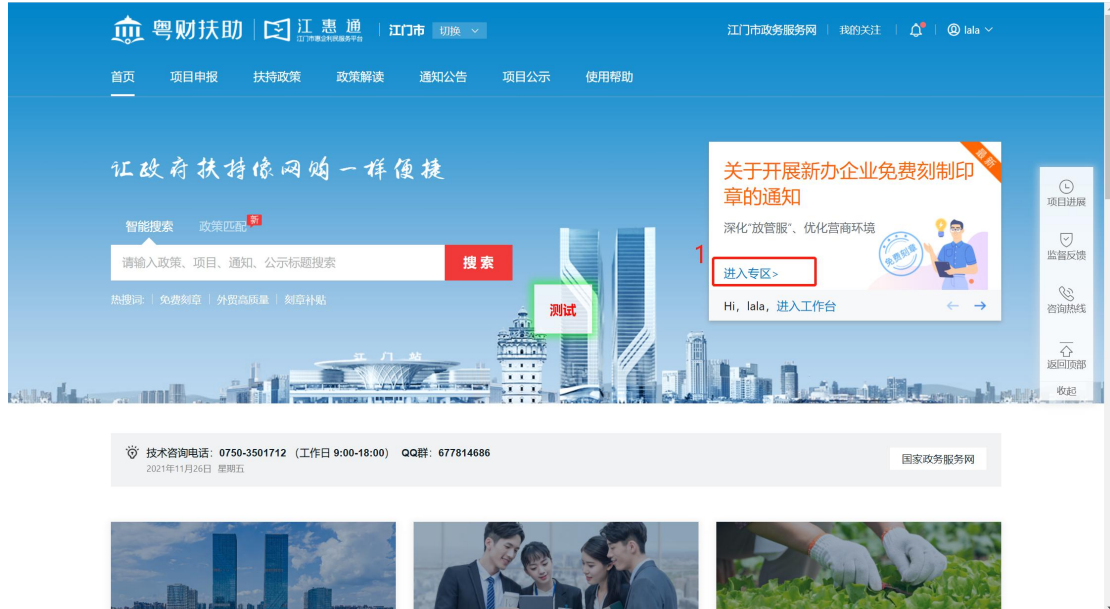 粤财扶助 江惠通 江门市惠企利民服务平台 江门市 切换 江门市政务服务网 我的关注 lala
首页 项目申报 扶持政策 政策解读 通知公告 项目公示 使用帮助
让政府扶持像网购一样便捷
智能搜索 政策匹配 新
请输入政策、项目、通知、公示标题搜索 搜索
热搜词: 免费刻章 外贸高质量 刻章补贴
测试
江门站
最新
关于开展新办企业免费刻制印
章的通知
深化“放管服”、优化营商环境
免费刻章
1
进入专区>
Hi, lala, 进入工作台 ← →
项目进展
监督反馈
咨询热线
返回顶部
收起
技术咨询电话: 0750-3501712 (工作日 9:00-18:00) QQ群: 677814686
2021年11月26日 星期五
国家政务服务网